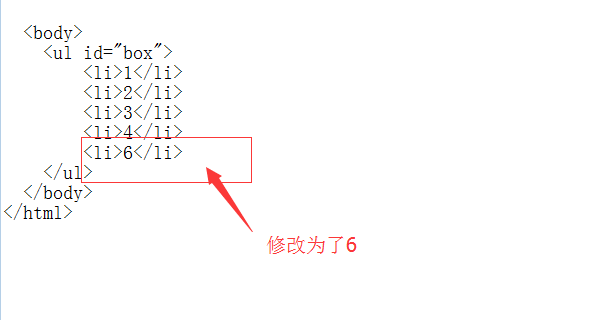 <body>
<ul id="box">
<li>1</li>
<li>2</li>
<li>3</li>
<li>4</li>
<li>6</li>
</ul>
</body>
</html>
修改为了6